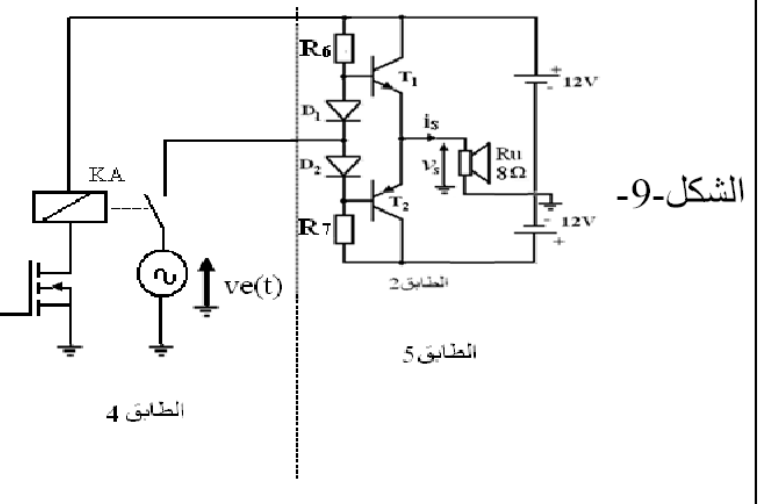 R6
T1
+
-
12V
D1
is
KA
D2
Vs
Ru
8Ω
الشكل-9-
T2
-
12V
+
R7
ve(t)
الطابق2
الطابق5
الطابق 4